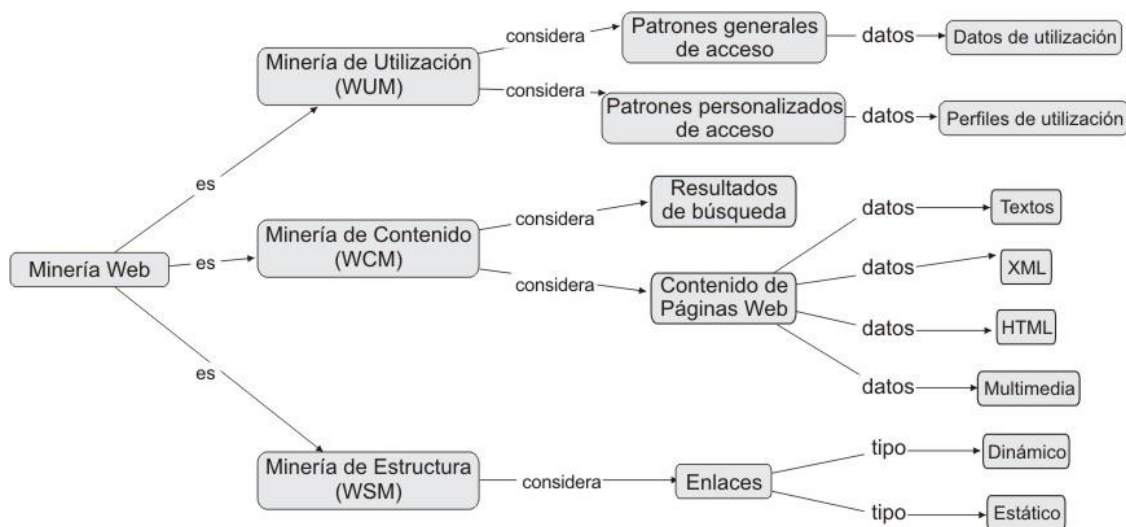 Minería Web
es
Minería de Utilización
(WUM)
considera
Patrones generales
de acceso
datos
Datos de utilización
considera
Patrones personalizados
de acceso
datos
Perfiles de utilización
es
Minería de Contenido
(WCM)
considera
Resultados
de búsqueda
considera
Contenido de
Páginas Web
datos
Textos
datos
XML
datos
HTML
datos
Multimedia
es
Minería de Estructura
(WSM)
considera
Enlaces
tipo
Dinámico
tipo
Estático